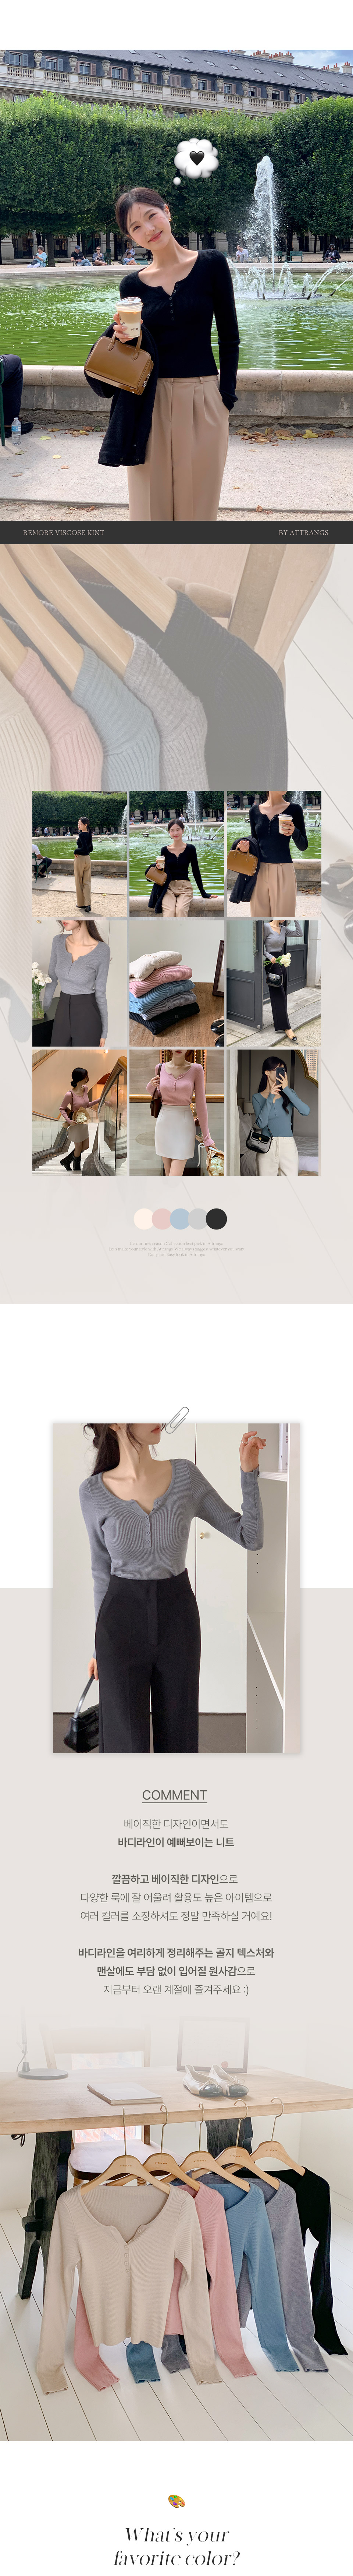 REMORE VISCOSE KINT
BY ATTRANGS
COMMENT
베이직한 디자인이면서도
바디라인이 예뻐보이는 니트
깔끔하고 베이직한 디자인으로
다양한 룩에 잘 어울려 활용도 높은 아이템으로
여러 컬러를 소장하셔도 정말 만족하실 거예요!
바디라인을 여리하게 정리해주는 골지 텍스처와
맨살에도 부담 없이 입어질 원사감으로
지금부터 오랜 계절에 즐겨주세요 :)
What's your
favorite color?